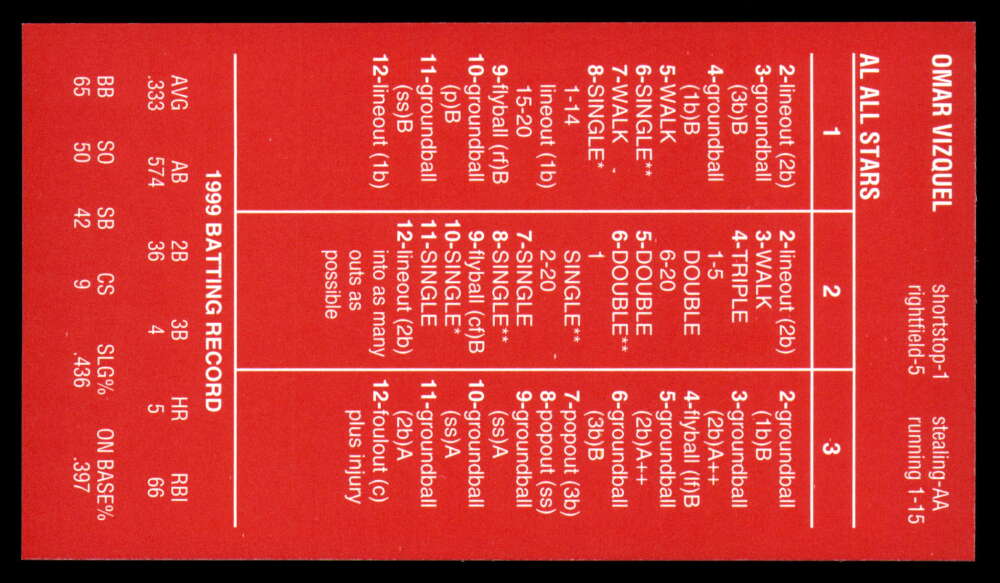 OMAR VIZQUEL shortstop-1 stealing-AA
rightfield-5 running 1-15
AL ALL STARS
1 2 3
2-lineout (2b)
3-groundball
(3b)B
4-groundball
(1b)B
5-WALK
6-SINGLE**
7-WALK
8-SINGLE*
1-14
lineout (1b)
15-20
9-flyball (rf)B
10-groundball
(p)B
11-groundball
(ss)B
12-lineout (1b)
2-lineout (2b)
3-WALK
4-TRIPLE
1-5
DOUBLE
6-20
5-DOUBLE
6-DOUBLE**
1
SINGLE**
2-20
7-SINGLE
8-SINGLE**
9-flyball (cf)B
10-SINGLE*
11-SINGLE
12-lineout (2b)
into as many
outs as
possible
2-groundball
(1b)B
3-groundball
(2b)A++
4-flyball (lf)B
5-groundball
(2b)A++
6-groundball
(3b)B
7-popout (3b)
8-popout (ss)
9-groundball
(ss)A
10-groundball
(ss)A
11-groundball
(2b)A
12-foulout (c)
plus injury
1999 BATTING RECORD
AVG AB 2B 3B HR RBI
.333 574 36 4 5 66
BB SO SB CS SLG% ON BASE%
65 50 42 9 .436 .397